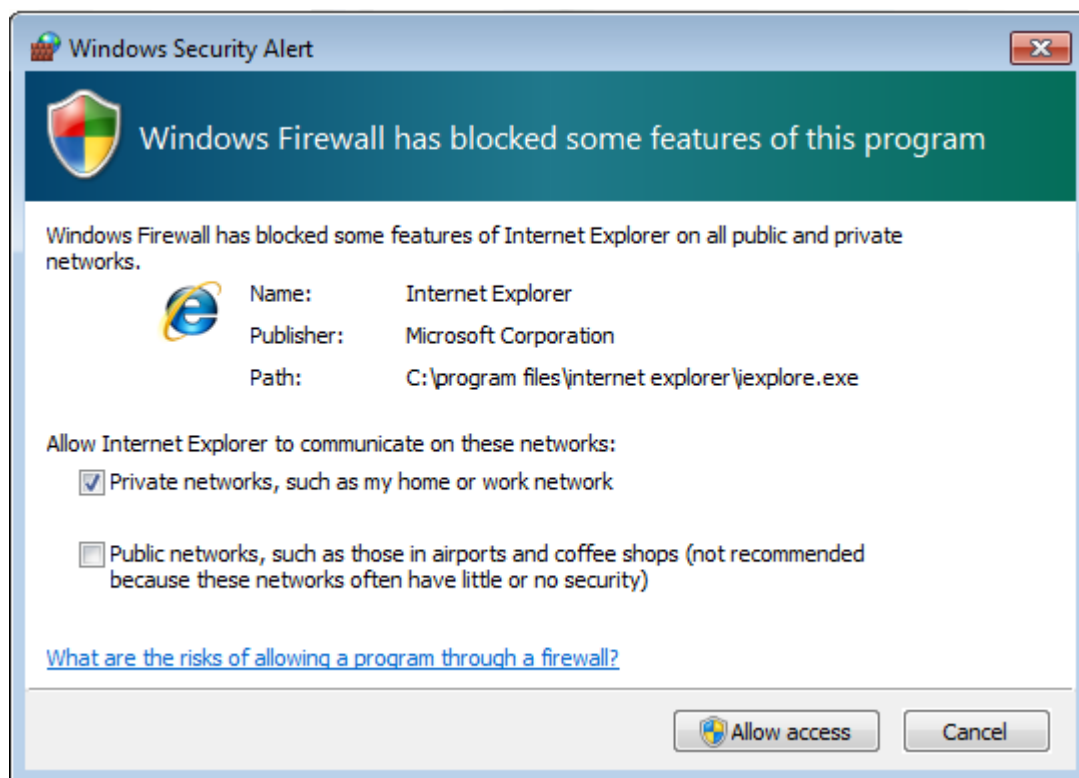 Windows Security Alert
Windows Firewall has blocked some features of this program
Windows Firewall has blocked some features of Internet Explorer on all public and private
networks.
Name: Internet Explorer
Publisher: Microsoft Corporation
Path: C:\program files\internet explorer\iexplore.exe
Allow Internet Explorer to communicate on these networks:
Private networks, such as my home or work network
Public networks, such as those in airports and coffee shops (not recommended
because these networks often have little or no security)
What are the risks of allowing a program through a firewall?
Allow access Cancel